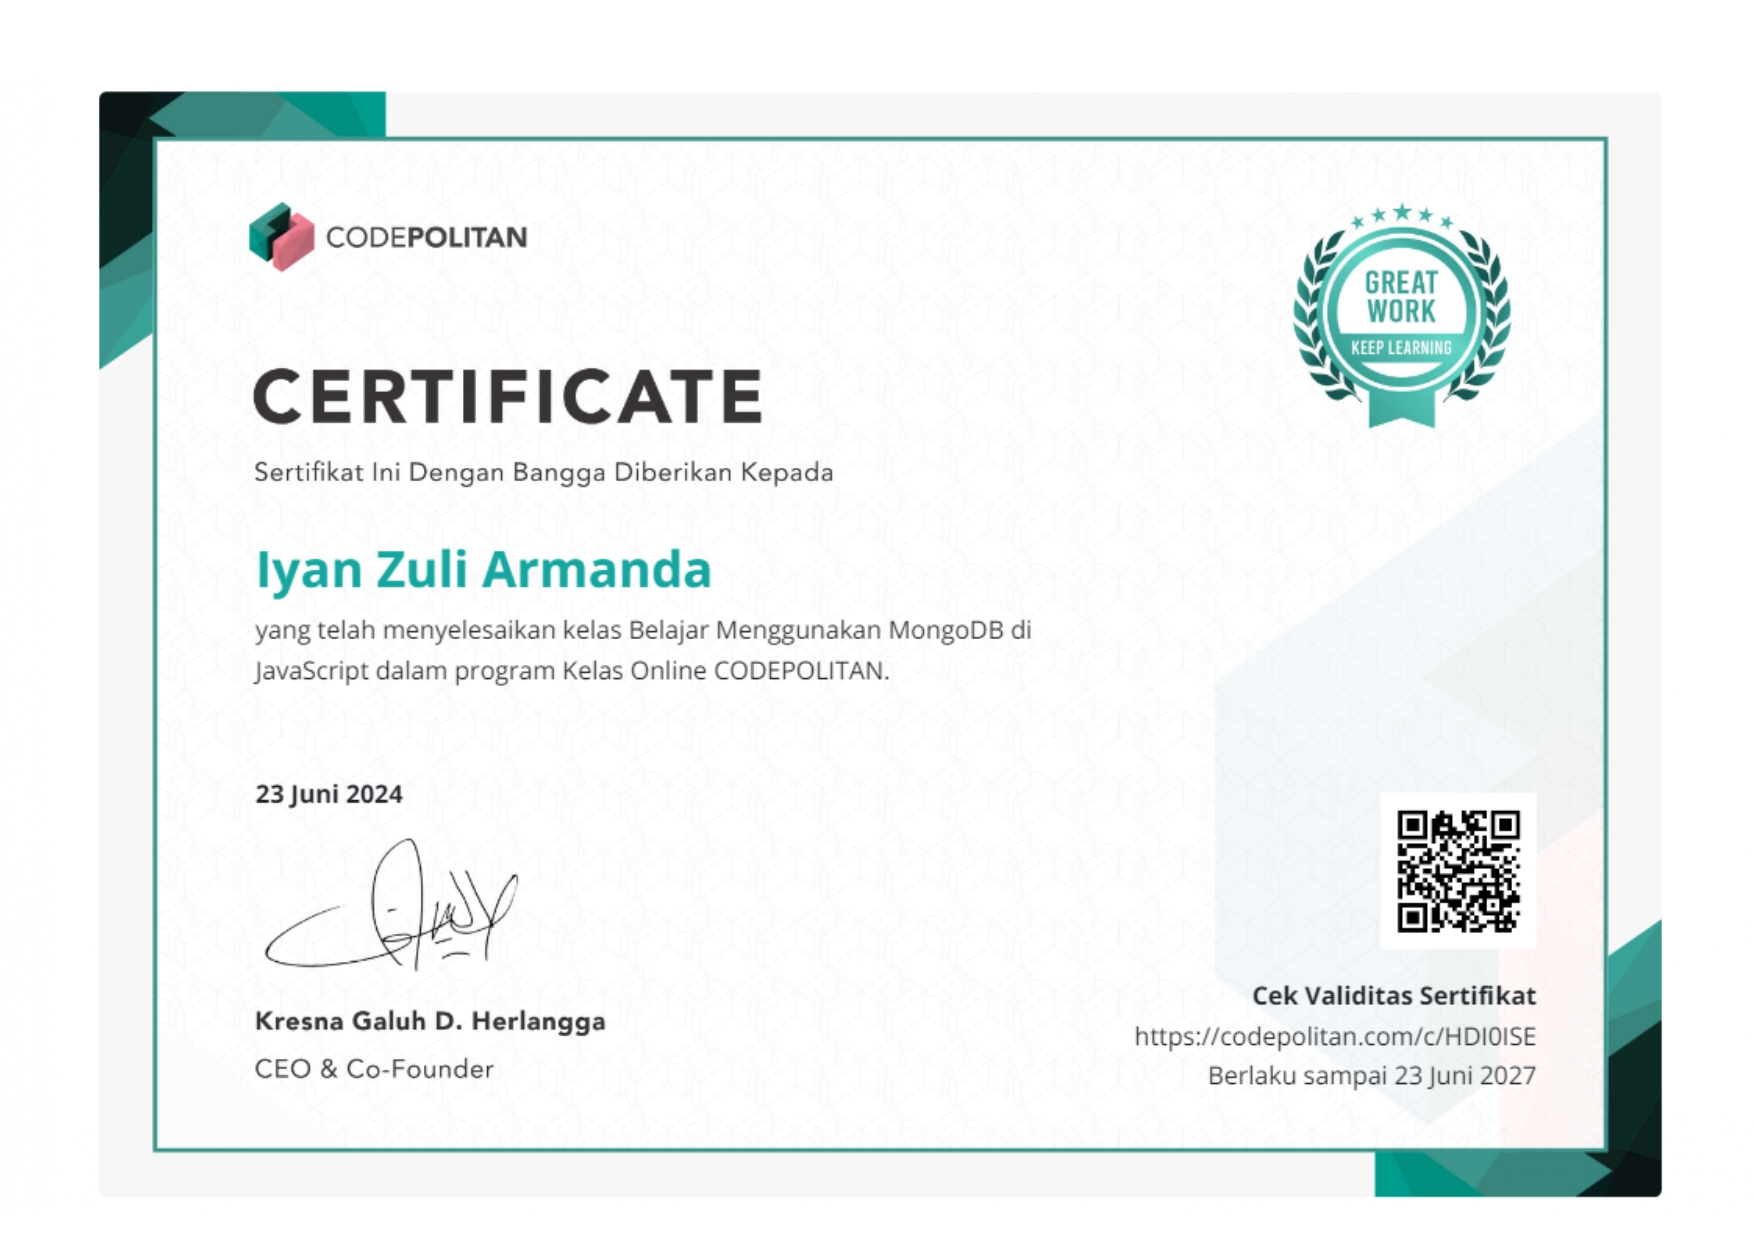 CODEPOLITAN
GREAT
WORK
KEEP LEARNING
CERTIFICATE
Sertifikat Ini Dengan Bangga Diberikan Kepada
Iyan Zuli Armanda
yang telah menyelesaikan kelas Belajar Menggunakan MongoDB di
JavaScript dalam program Kelas Online CODEPOLITAN.
23 Juni 2024
Kresna Galuh D. Herlangga
CEO & Co-Founder
Cek Validitas Sertifikat
https://codepolitan.com/c/HDI0ISE
Berlaku sampai 23 Juni 2027